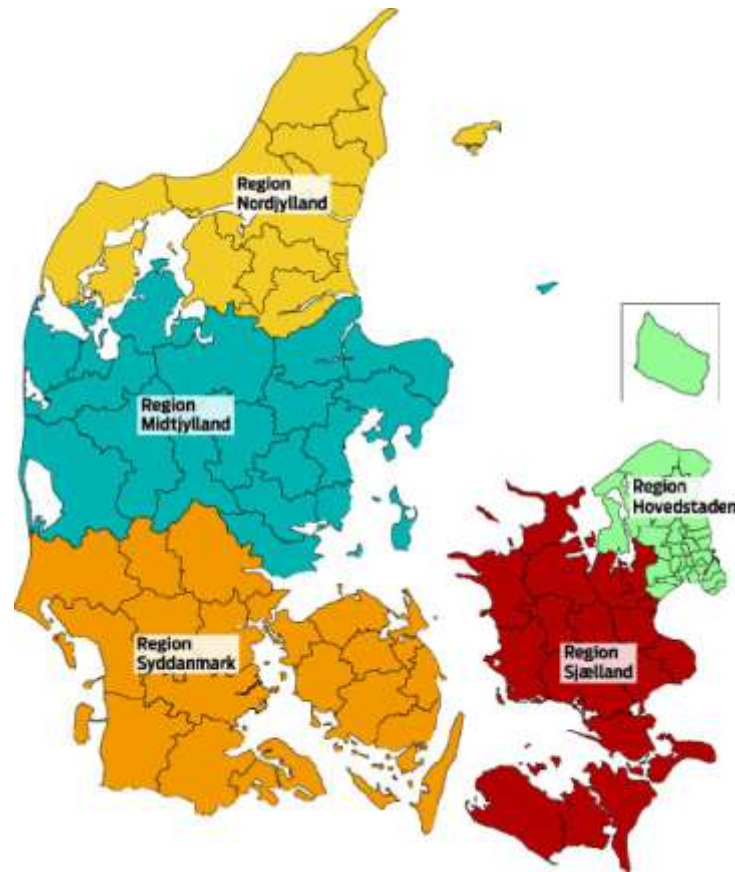 Region
Nordjylland
Region
Midtjylland
Region
Hovedstaden
Region
Syddanmark
Region
Sjælland